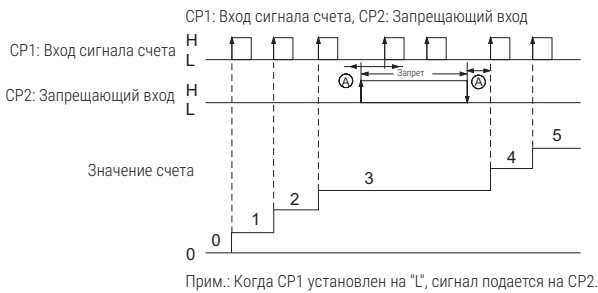 CP1: Вход сигнала счета, CP2: Запрещающий вход
CP1: Вход сигнала счета
H
L
A
Запрет
A
CP2: Запрещающий вход
H
L
Значение счета
0
0
1
2
3
4
5
Прим.: Когда CP1 установлен на "L", сигнал подается на CP2.